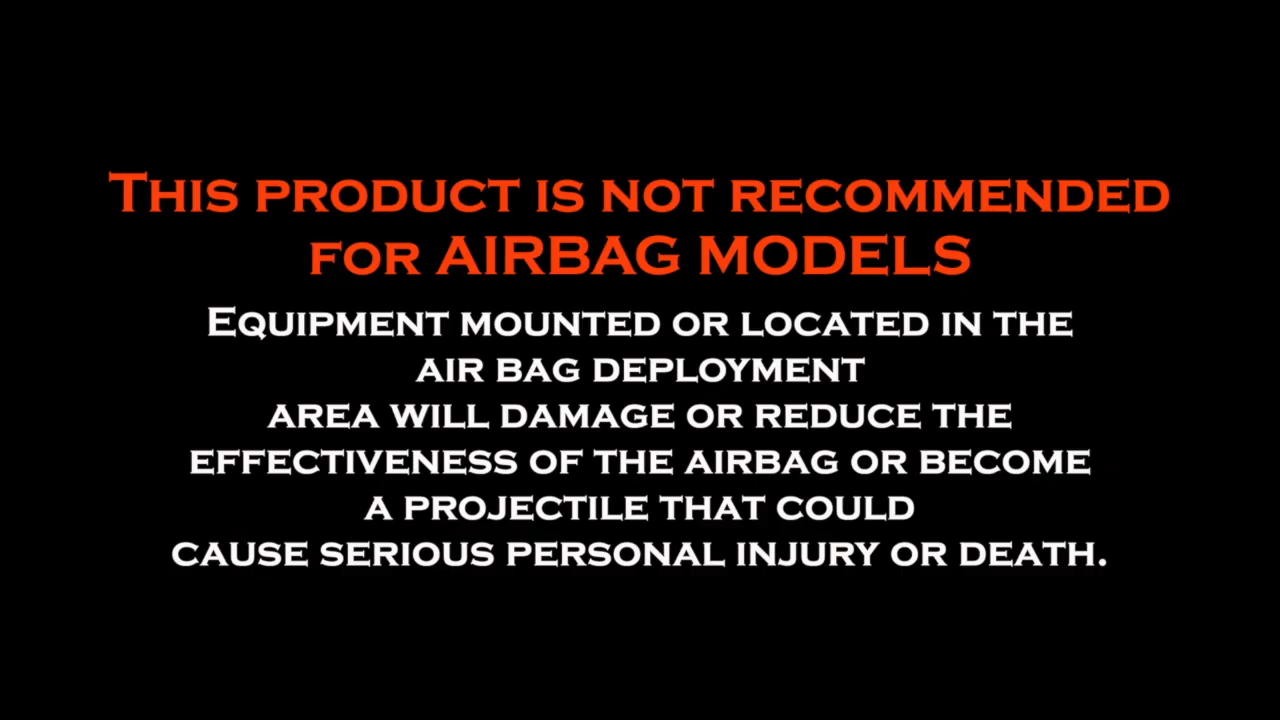 This product is not recommended
for AIRBAG MODELS
Equipment mounted or located in the
air bag deployment
area will damage or reduce the
effectiveness of the airbag or become
a projectile that could
cause serious personal injury or death.